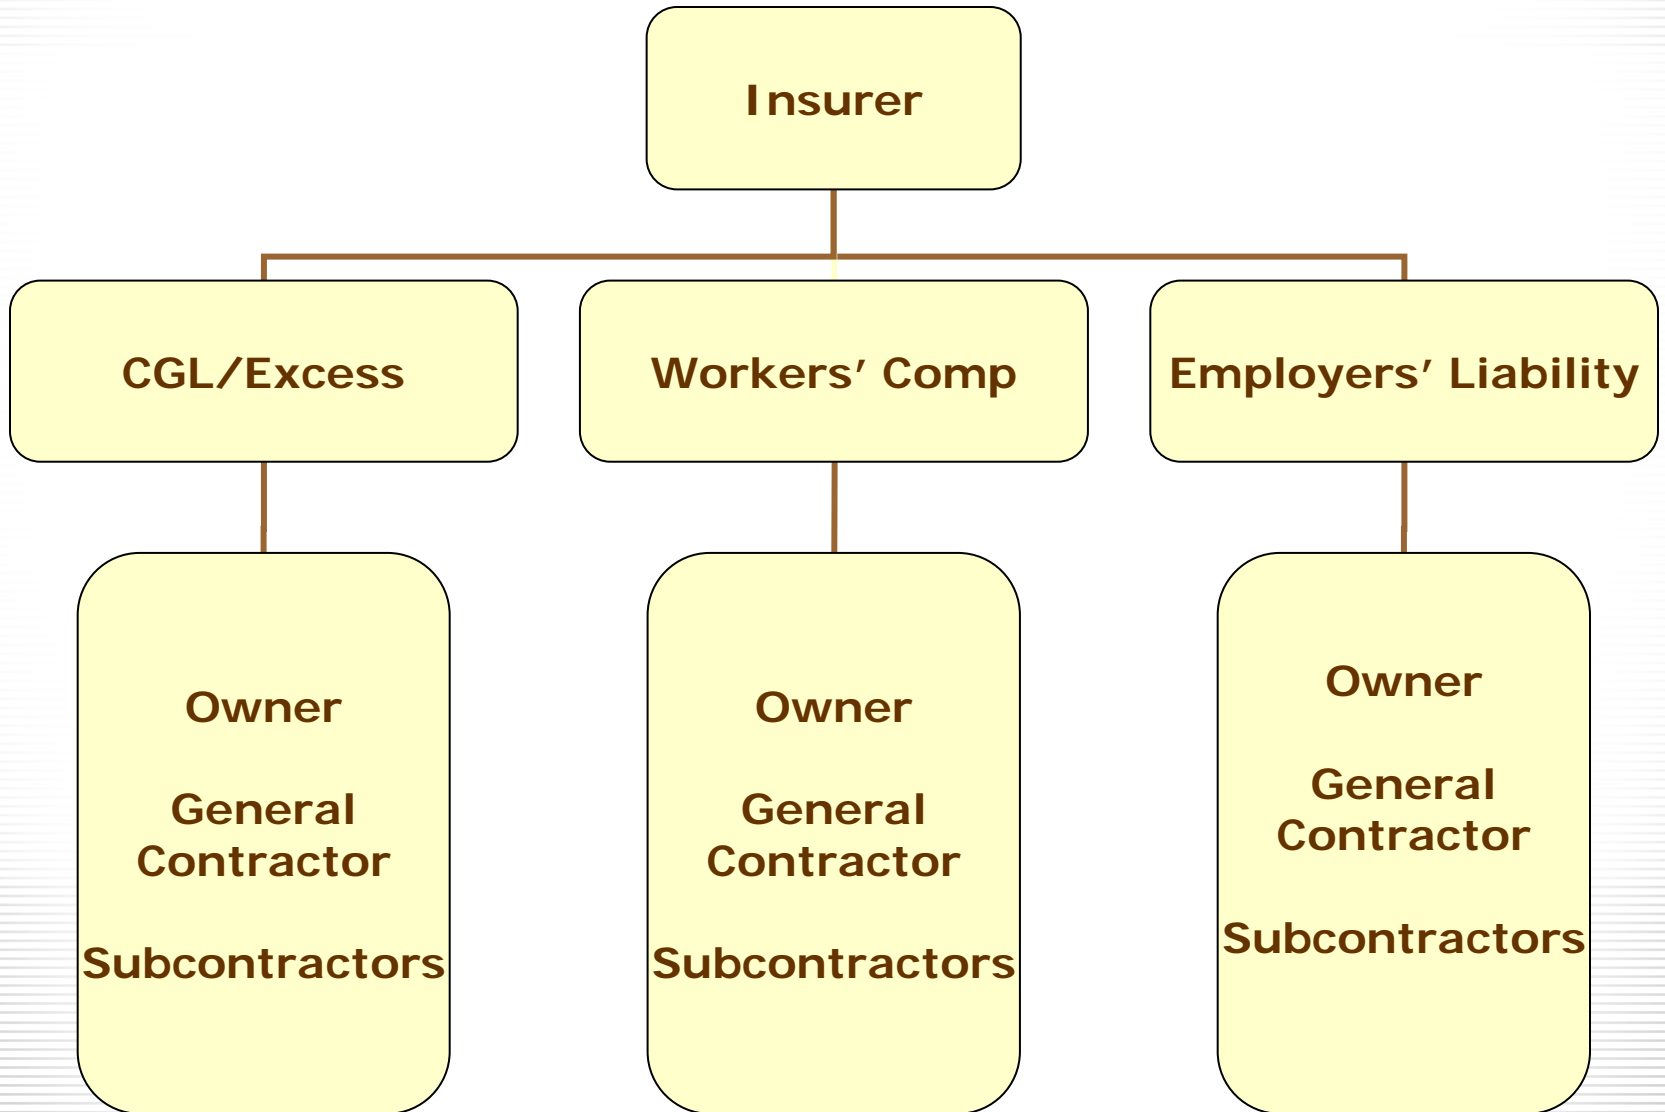 Insurer
CGL/Excess
Workers’ Comp
Employers’ Liability
Owner
General
Contractor
Subcontractors
Owner
General
Contractor
Subcontractors
Owner
General
Contractor
Subcontractors